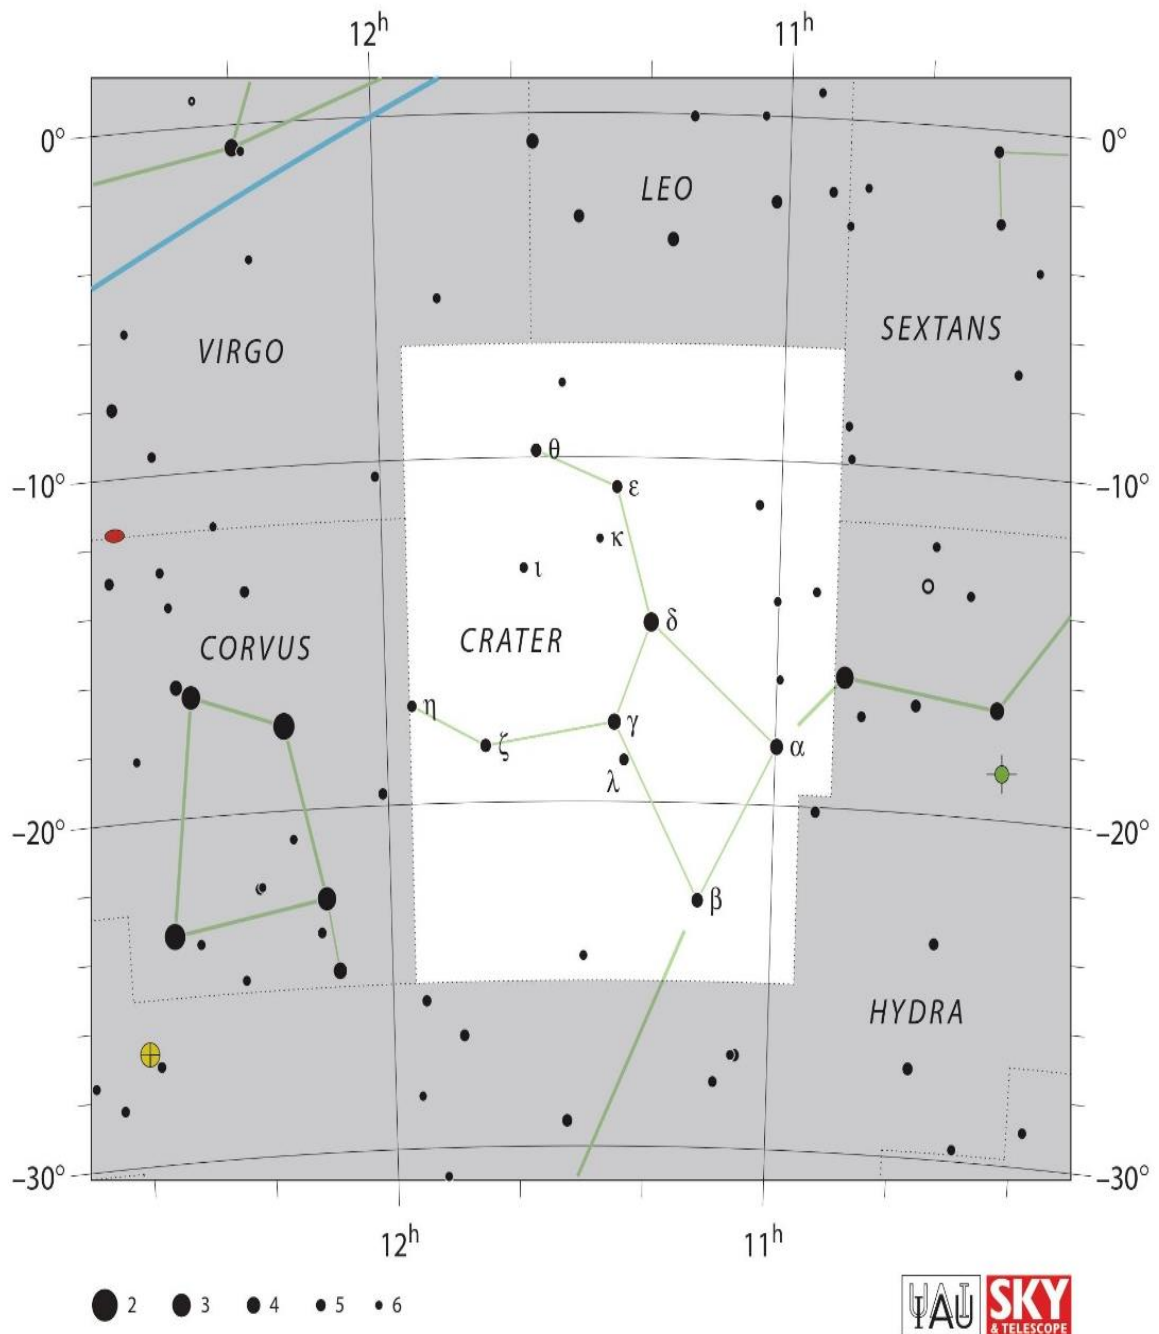 12h 11h
0° 0°
LEO
SEXTANS
VIRGO
θ
–10° –10°
ε
κ
ι
δ
CRATER
CORVUS
η γ
ζ α
λ
–20° –20°
β
HYDRA
–30° –30°
12h 11h
2 3 4 5 6
IAU SKY
& TELESCOPE